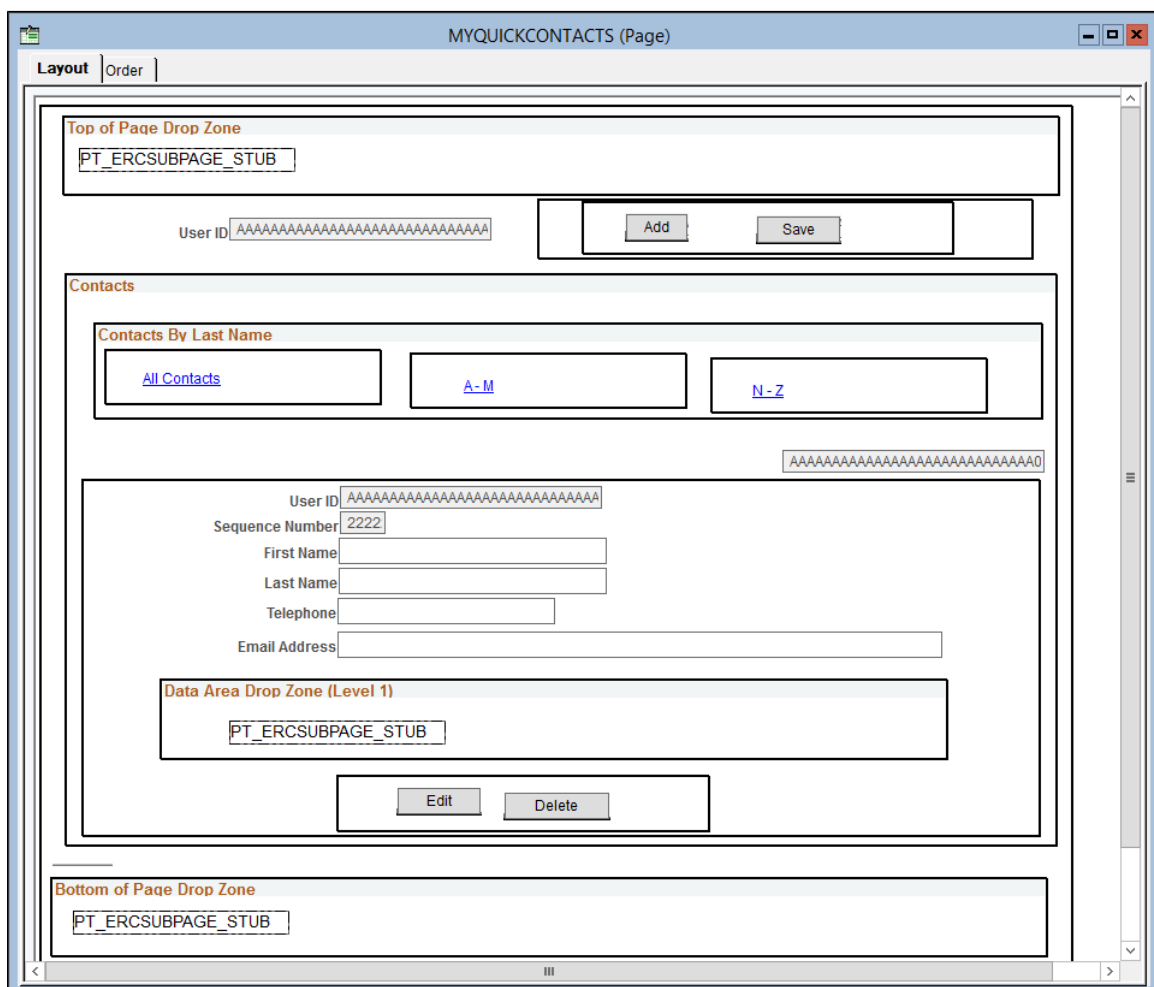 MYQUICKCONTACTS (Page)
Layout Order
Top of Page Drop Zone
PT_ERCSUBPAGE_STUB
User ID AAAAAAAAAAAAAAAAAAAAAAAAAAAAAA Add Save
Contacts
Contacts By Last Name
All Contacts A - M N - Z
AAAAAAAAAAAAAAAAAAAAAAAAAAAAA0
User ID AAAAAAAAAAAAAAAAAAAAAAAAAAAAAA
Sequence Number 2222
First Name
Last Name
Telephone
Email Address
Data Area Drop Zone (Level 1)
PT_ERCSUBPAGE_STUB
Edit Delete
Bottom of Page Drop Zone
PT_ERCSUBPAGE_STUB